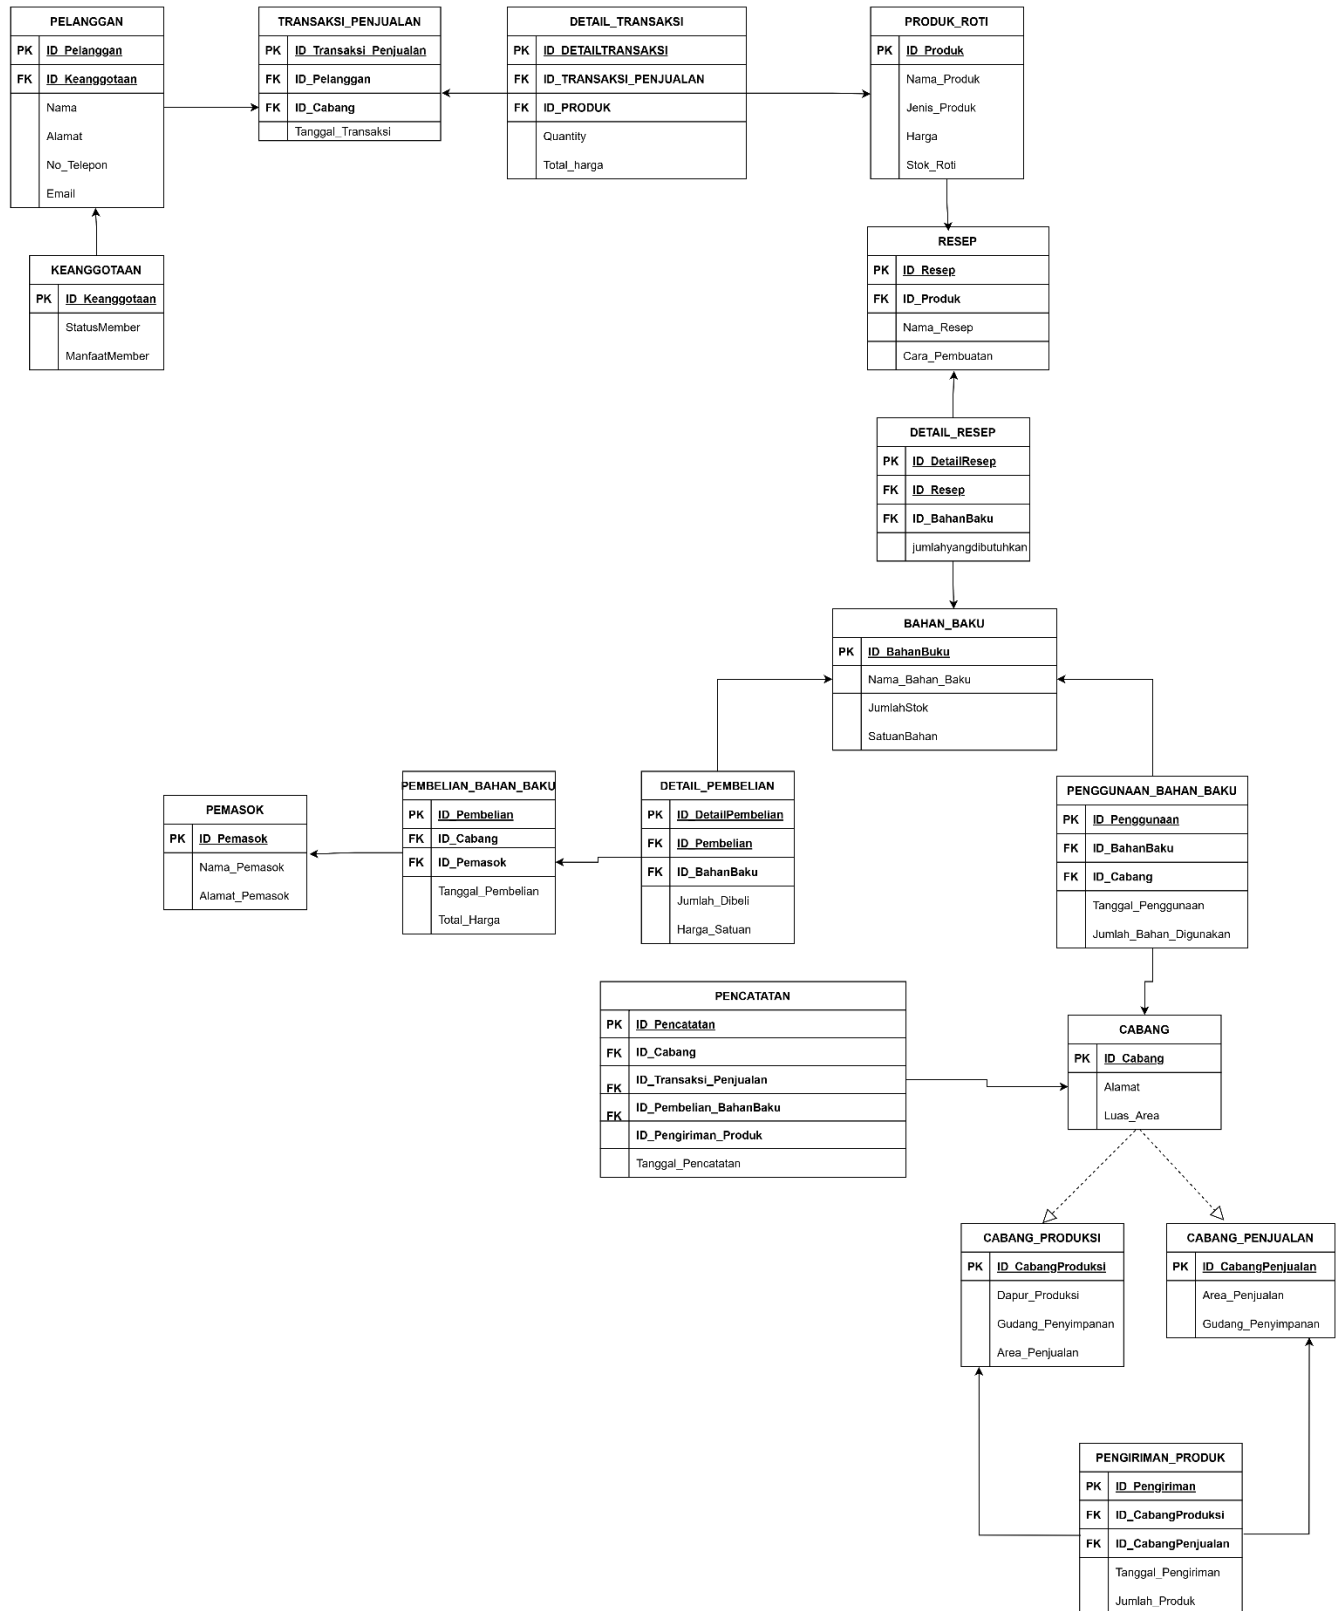 PELANGGAN
PK ID_Pelanggan
FK ID_Keanggotaan
Nama
Alamat
No_Telepon
Email
TRANSAKSI_PENJUALAN
PK ID_Transaksi_Penjualan
FK ID_Pelanggan
FK ID_Cabang
Tanggal_Transaksi
DETAIL_TRANSAKSI
PK ID_DETAILTRANSAKSI
FK ID_TRANSAKSI_PENJUALAN
FK ID_PRODUK
Quantity
Total_harga
PRODUK_ROTI
PK ID_Produk
Nama_Produk
Jenis_Produk
Harga
Stok_Roti
KEANGGOTAAN
PK ID_Keanggotaan
StatusMember
ManfaatMember
RESEP
PK ID_Resep
FK ID_Produk
Nama_Resep
Cara_Pembuatan
DETAIL_RESEP
PK ID_DetailResep
FK ID_Resep
FK ID_BahanBaku
jumlahyangdibutuhkan
BAHAN_BAKU
PK ID_BahanBuku
Nama_Bahan_Baku
JumlahStok
SatuanBahan
PEMASOK
PK ID_Pemasok
Nama_Pemasok
Alamat_Pemasok
PEMBELIAN_BAHAN_BAKU
PK ID_Pembelian
FK ID_Cabang
FK ID_Pemasok
Tanggal_Pembelian
Total_Harga
DETAIL_PEMBELIAN
PK ID_DetailPembelian
FK ID_Pembelian
FK ID_BahanBaku
Jumlah_Dibeli
Harga_Satuan
PENGGUNAAN_BAHAN_BAKU
PK ID_Penggunaan
FK ID_BahanBaku
FK ID_Cabang
Tanggal_Penggunaan
Jumlah_Bahan_Digunakan
PENCATATAN
PK ID_Pencatatan
FK ID_Cabang
FK ID_Transaksi_Penjualan
FK ID_Pembelian_BahanBaku
ID_Pengiriman_Produk
Tanggal_Pencatatan
CABANG
PK ID_Cabang
Alamat
Luas_Area
CABANG_PRODUKSI
PK ID_CabangProduksi
Dapur_Produksi
Gudang_Penyimpanan
Area_Penjualan
CABANG_PENJUALAN
PK ID_CabangPenjualan
Area_Penjualan
Gudang_Penyimpanan
PENGIRIMAN_PRODUK
PK ID_Pengiriman
FK ID_CabangProduksi
FK ID_CabangPenjualan
Tanggal_Pengiriman
Jumlah_Produk